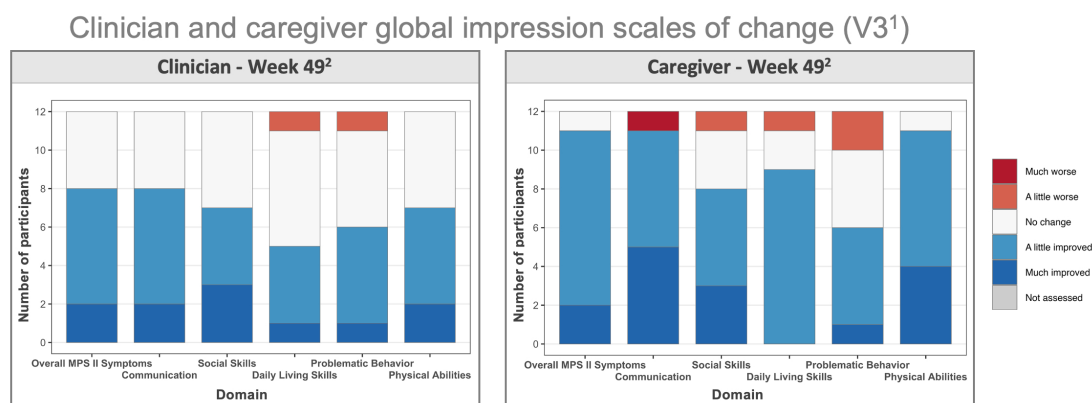 Clinician and caregiver global impression scales of change (V3¹)
Clinician - Week 49²
12
10
8
6
4
2
0
Number of participants
Overall MPS II Symptoms
Communication
Social Skills
Daily Living Skills
Problematic Behavior
Physical Abilities
Domain
Caregiver - Week 49²
12
10
8
6
4
2
0
Number of participants
Overall MPS II Symptoms
Communication
Social Skills
Daily Living Skills
Problematic Behavior
Physical Abilities
Domain
Much worse
A little worse
No change
A little improved
Much improved
Not assessed